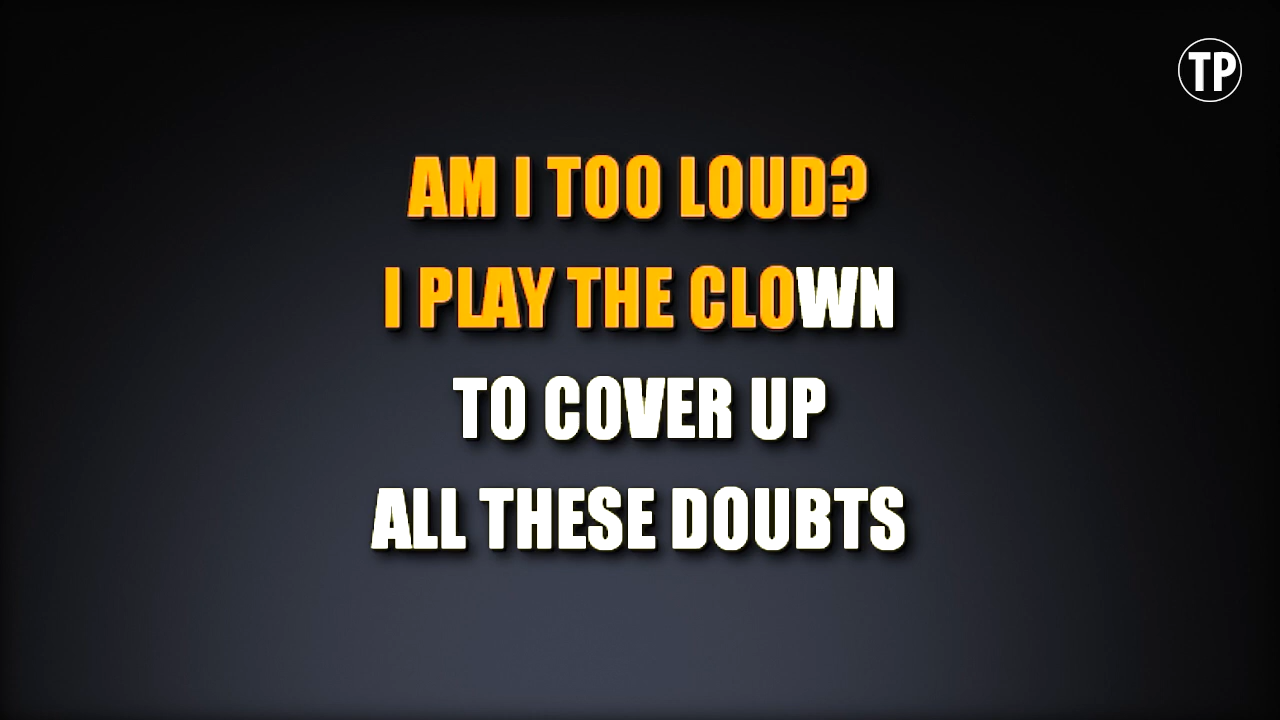 TP
AM I TOO LOUD?
I PLAY THE CLOWN
TO COVER UP
ALL THESE DOUBTS